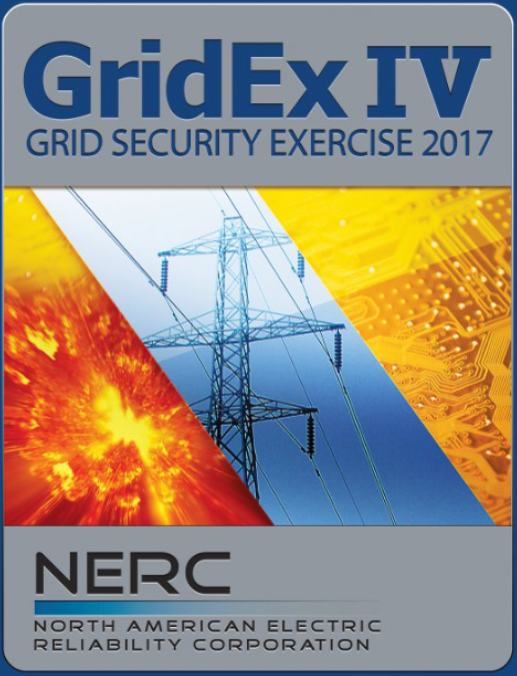 GridEx IV
GRID SECURITY EXERCISE 2017
NERC
NORTH AMERICAN ELECTRIC
RELIABILITY CORPORATION